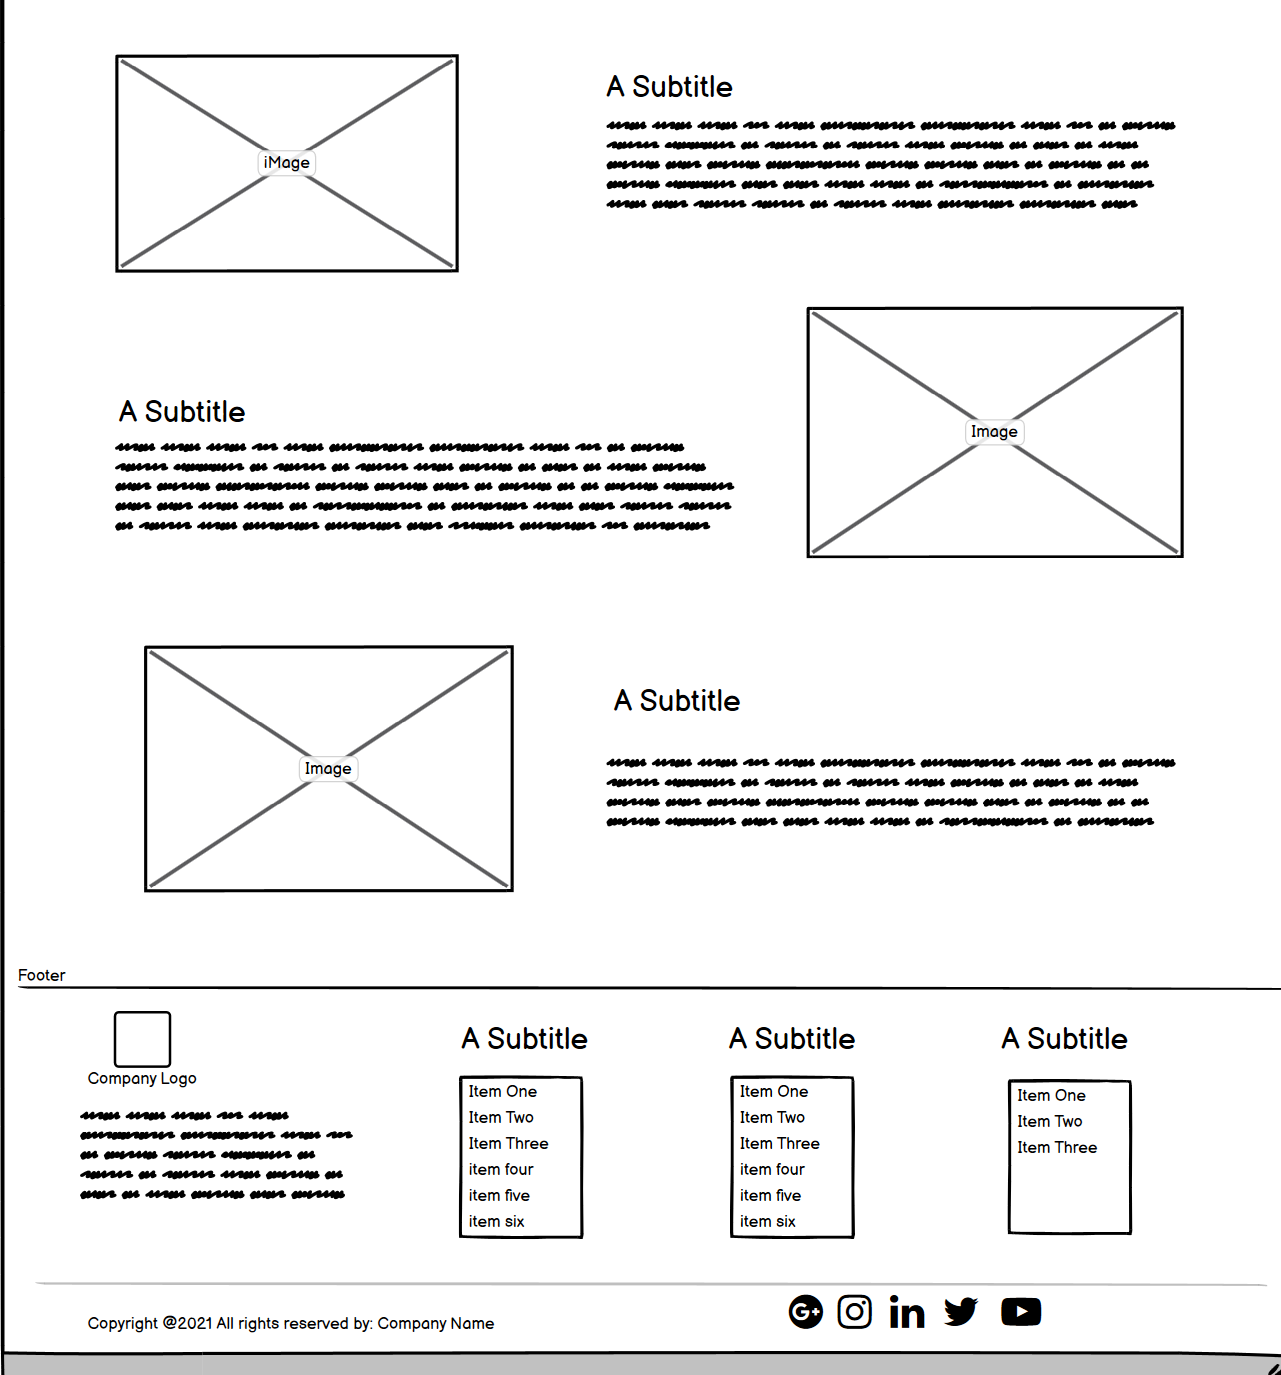 iMage
A Subtitle
Image
A Subtitle
Image
A Subtitle
Footer
Company Logo
A Subtitle
Item One
Item Two
Item Three
item four
item five
item six
A Subtitle
Item One
Item Two
Item Three
item four
item five
item six
A Subtitle
Item One
Item Two
Item Three
Copyright @2021 All rights reserved by: Company Name
G+
in